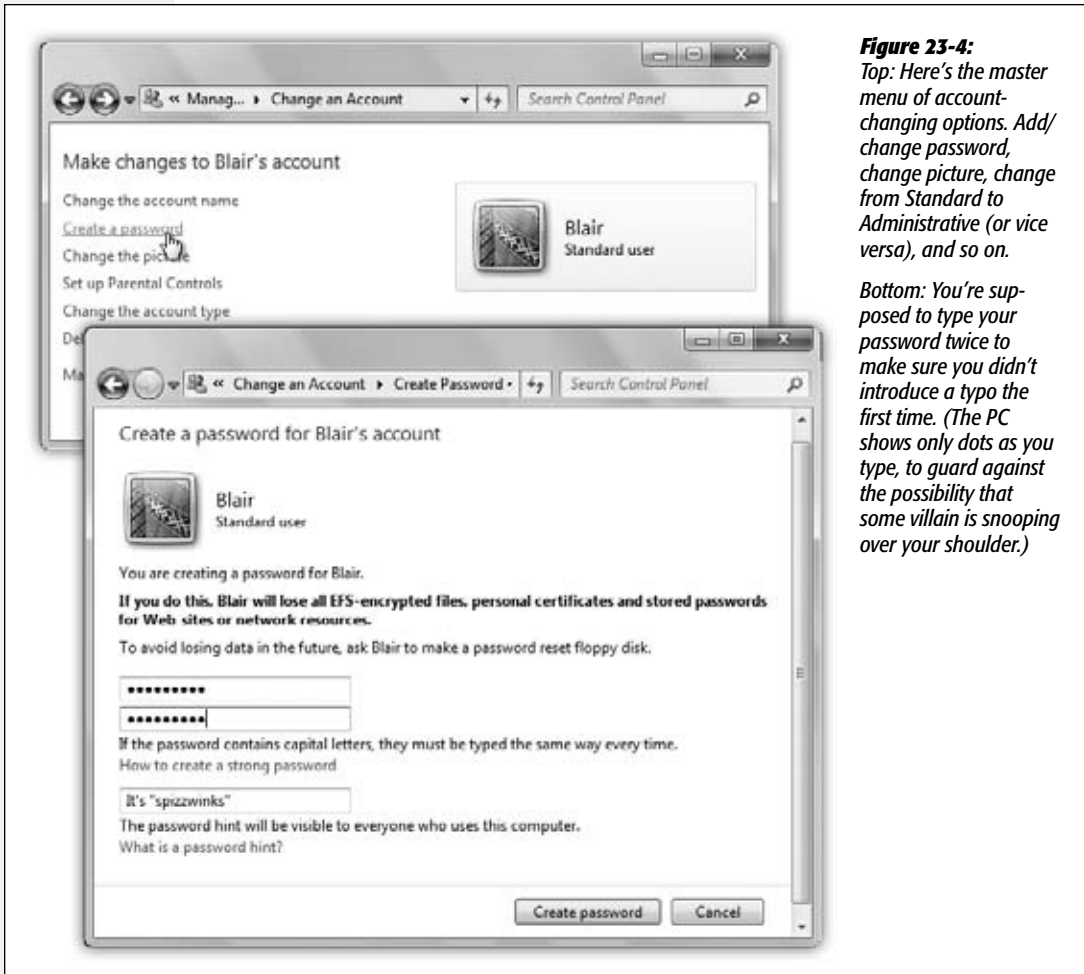 « Manag... ▸ Change an Account
Search Control Panel
Make changes to Blair's account
Change the account name
Create a password
Change the picture
Set up Parental Controls
Change the account type
Blair
Standard user
« Change an Account ▸ Create Password
Search Control Panel
Create a password for Blair's account
Blair
Standard user
You are creating a password for Blair.
If you do this, Blair will lose all EFS-encrypted files, personal certificates and stored passwords
for Web sites or network resources.
To avoid losing data in the future, ask Blair to make a password reset floppy disk.
•••••••••
•••••••••
If the password contains capital letters, they must be typed the same way every time.
How to create a strong password
It's "spizzwinks"
The password hint will be visible to everyone who uses this computer.
What is a password hint?
Create password
Cancel
Figure 23-4:
Top: Here's the master
menu of account-
changing options. Add/
change password,
change picture, change
from Standard to
Administrative (or vice
versa), and so on.
Bottom: You're sup-
posed to type your
password twice to
make sure you didn't
introduce a typo the
first time. (The PC
shows only dots as you
type, to guard against
the possibility that
some villain is snooping
over your shoulder.)